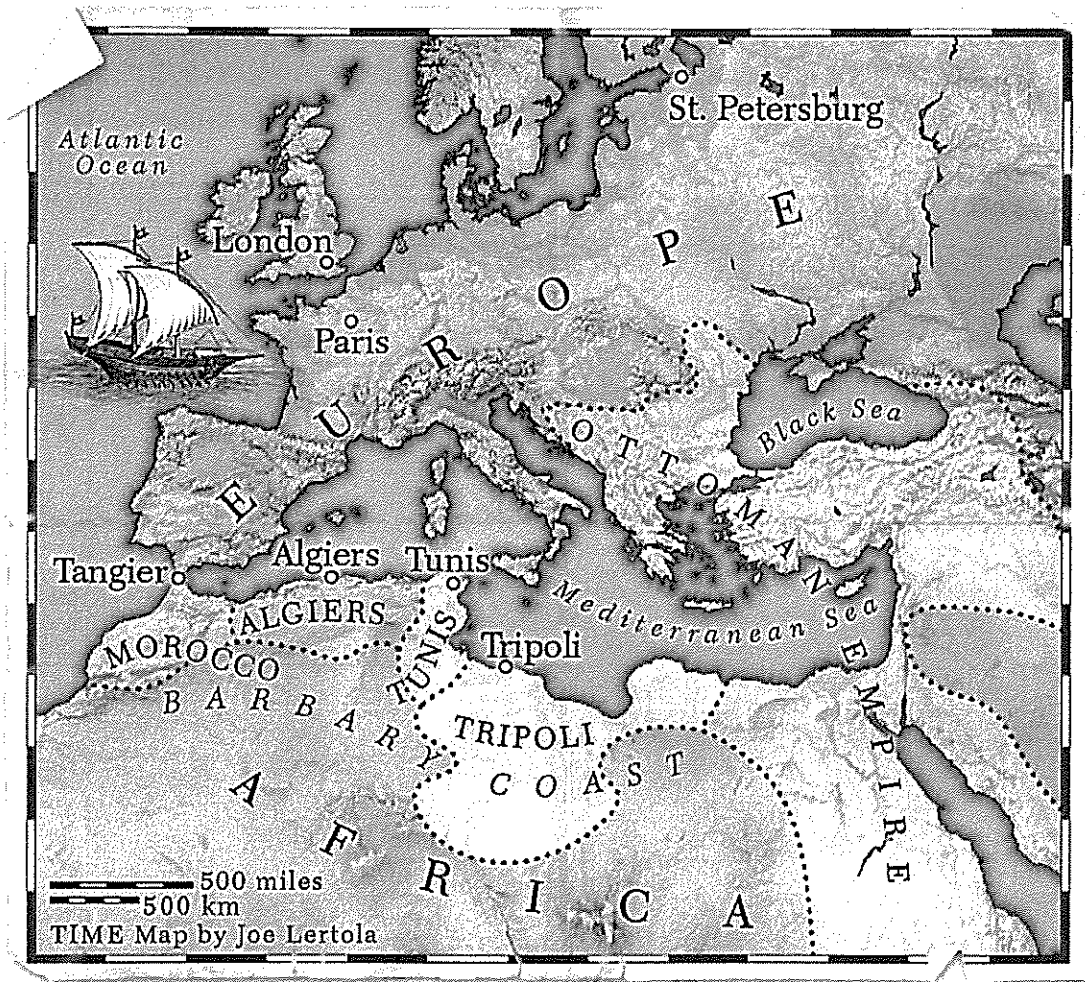 St. Petersburg
Atlantic
Ocean
EUROPE
London
Paris
Black Sea
OTTOMAN EMPIRE
Tangier
Algiers
Tunis
ALGIERS
Mediterranean Sea
MOROCCO
TUNIS
Tripoli
BARBARY COAST
TRIPOLI
AFRICA
500 miles
500 km
TIME Map by Joe Lertola